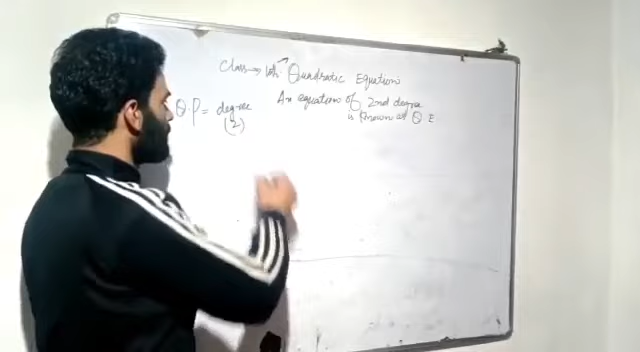 Class → 10th → Quadratic Equations
Q.P = degree
(2)
An equations of 2nd degree
is known as Q E